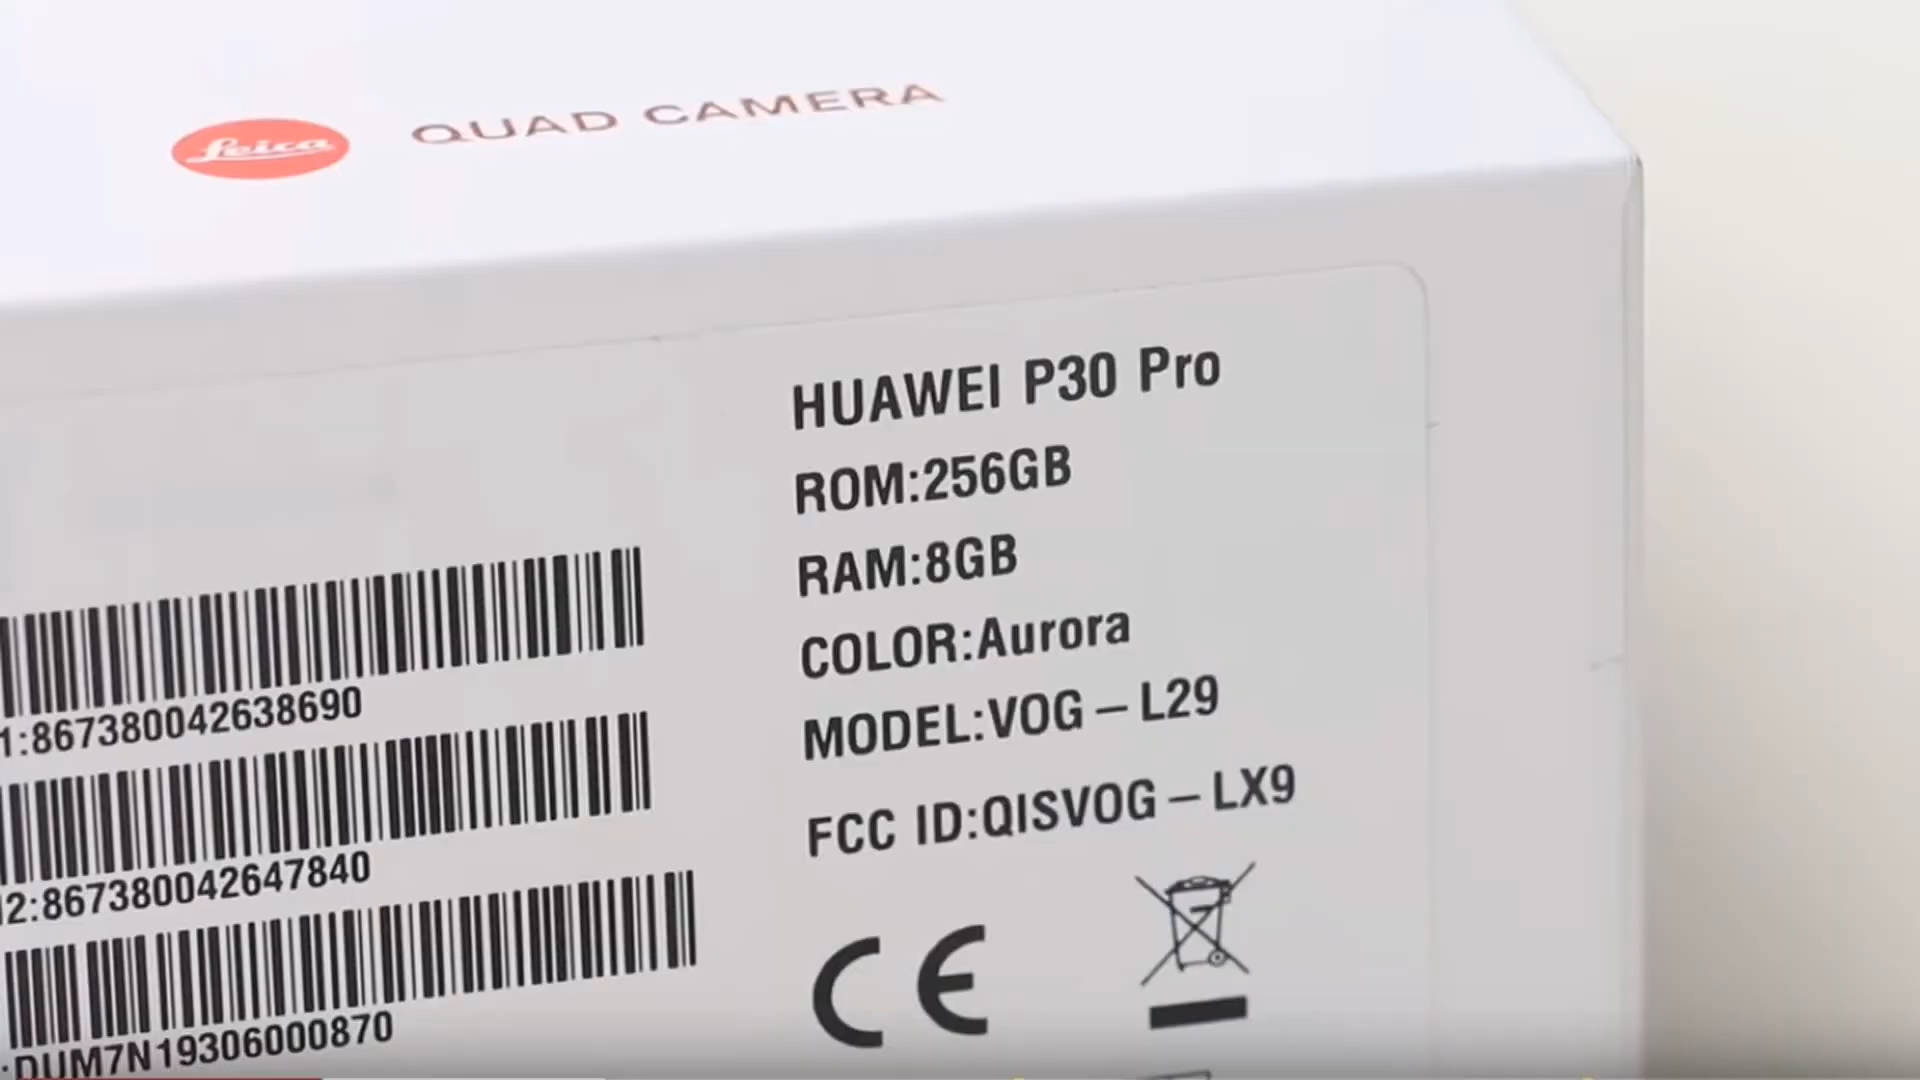 Leica QUAD CAMERA
HUAWEI P30 Pro
ROM:256GB
RAM:8GB
COLOR:Aurora
MODEL:VOG-L29
FCC ID:QISVOG-LX9
CE
1:867380042638690
2:867380042647840
:DUM7N19306000870